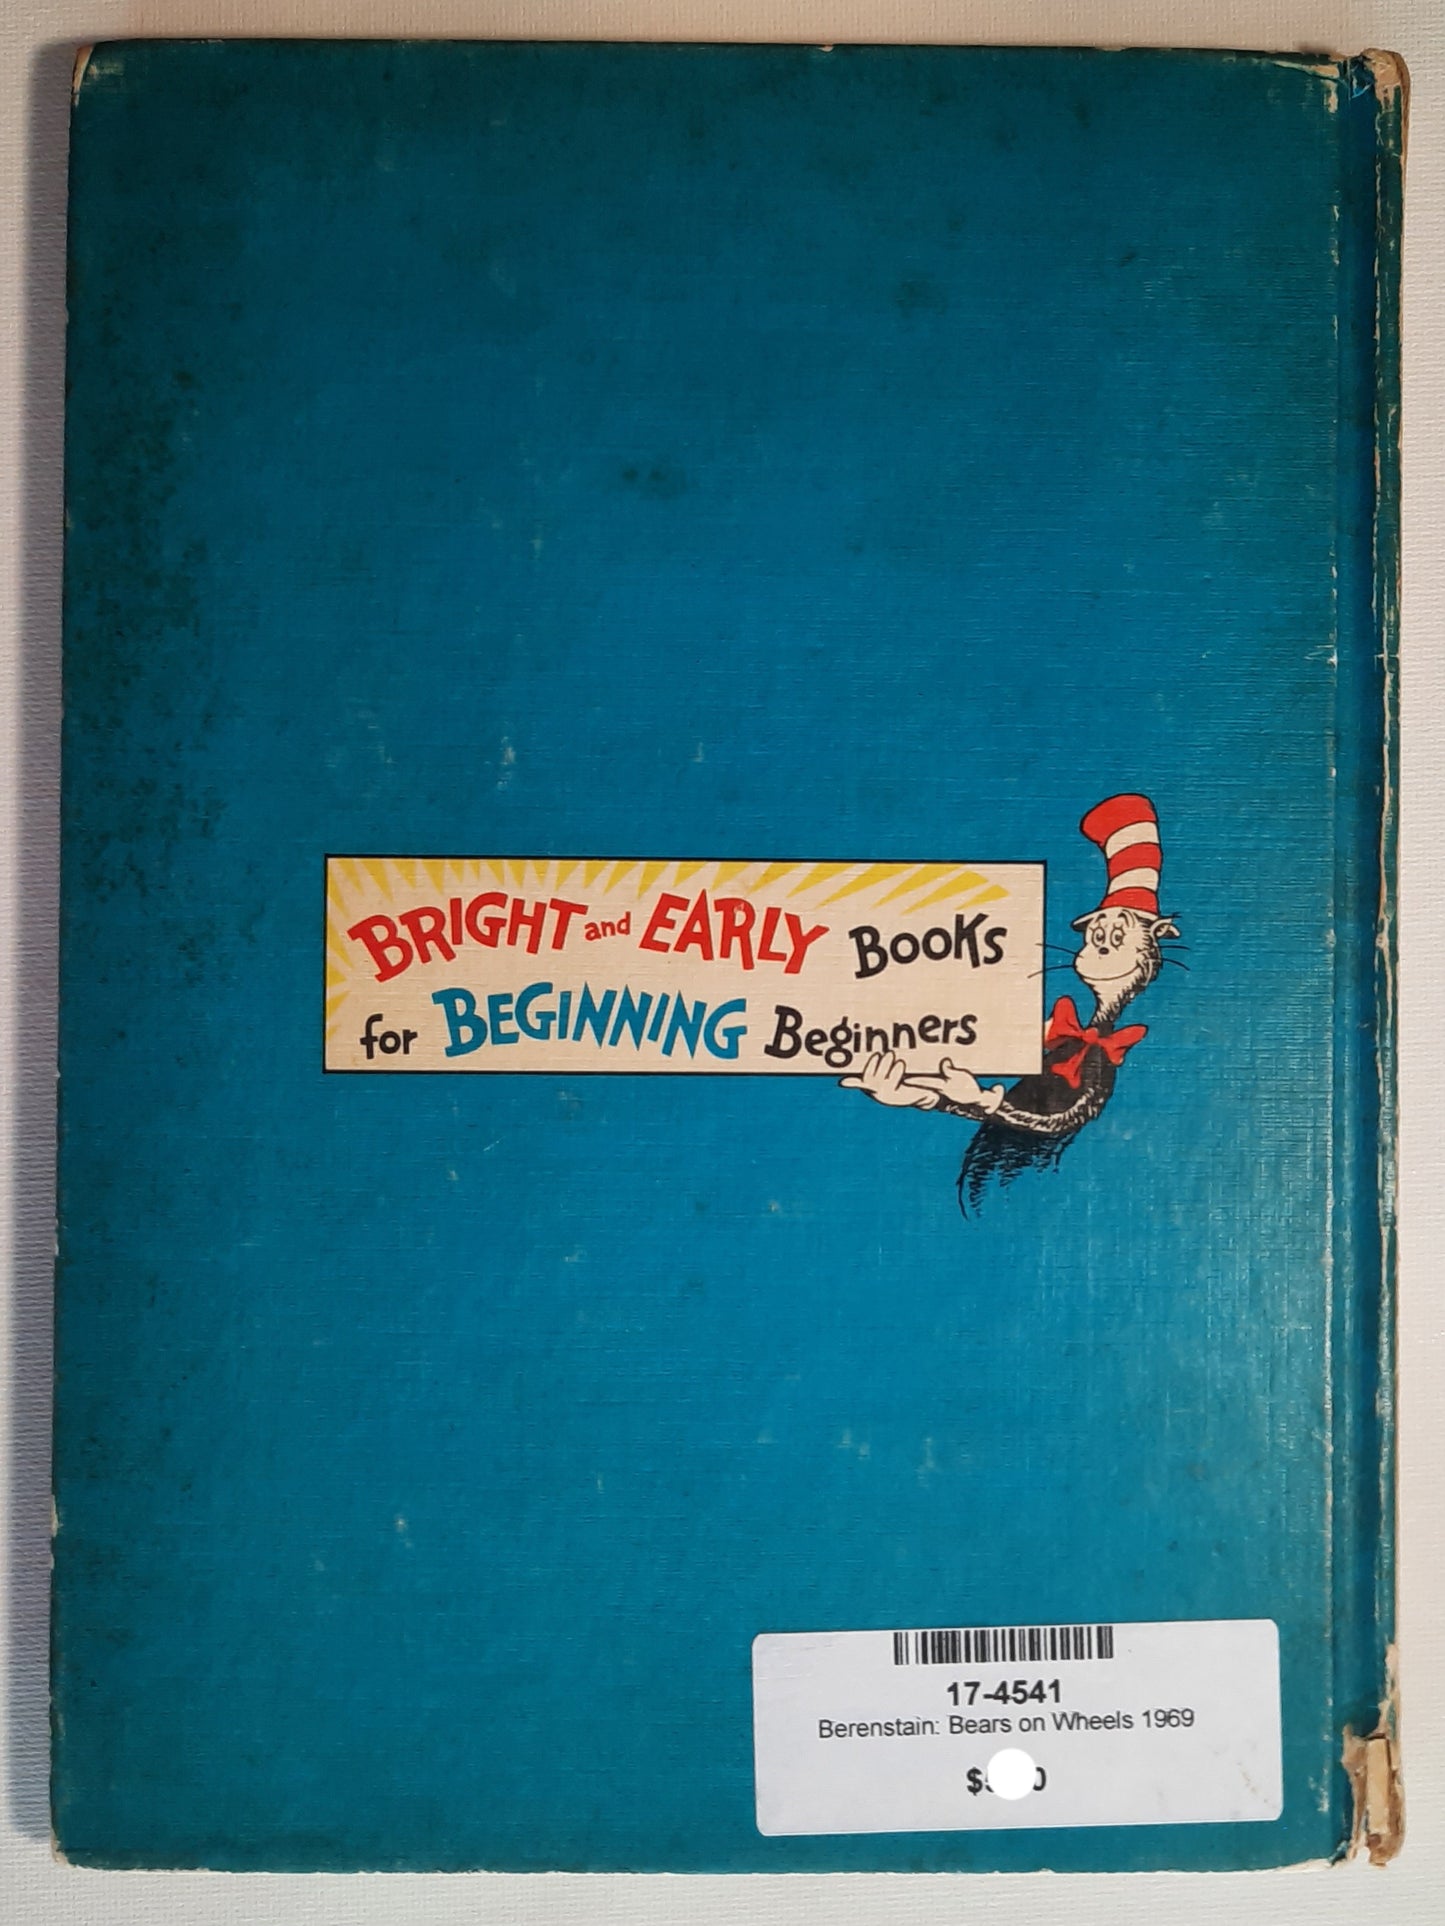 BRIGHT and EARLY BOOKS
for BEGINNING Beginners
17-4541
Berenstain: Bears on Wheels 1969